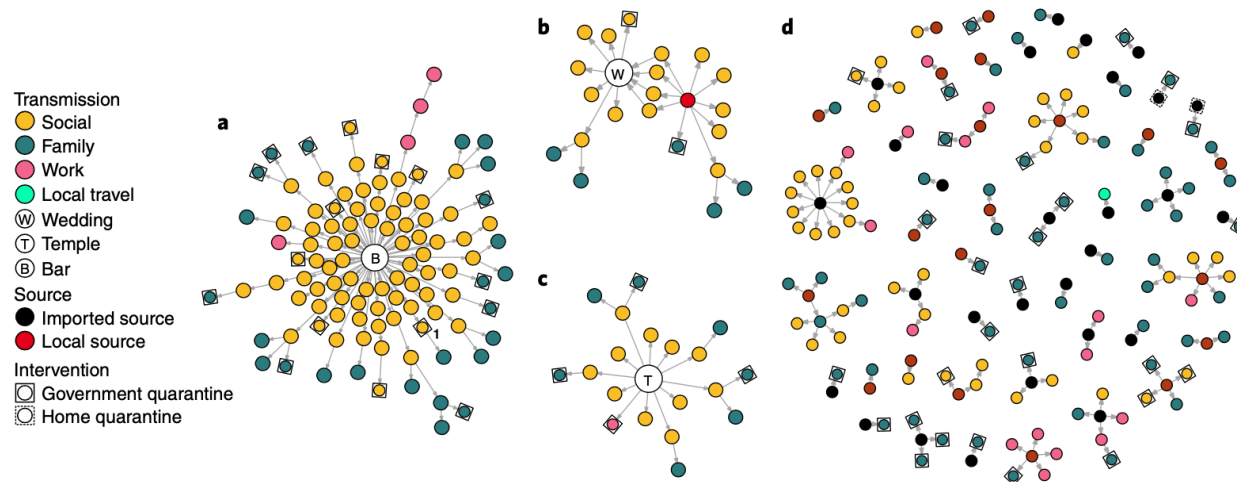 a
b
c
d
Transmission
Social
Family
Work
Local travel
W Wedding
T Temple
B Bar
Source
Imported source
Local source
Intervention
Government quarantine
Home quarantine
B
1
W
T